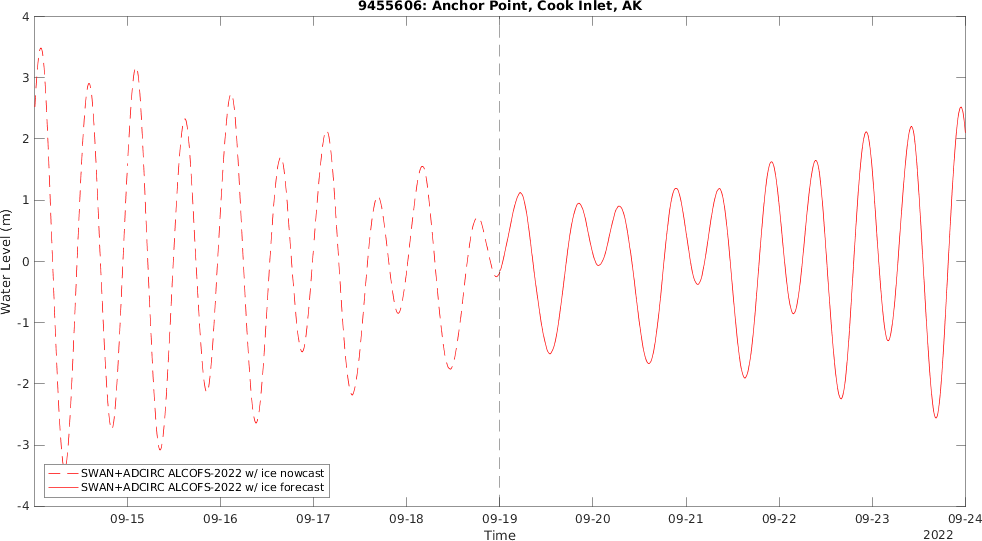 9455606: Anchor Point, Cook Inlet, AK
4
3
2
1
0
-1
-2
-3
-4
Water Level (m)
SWAN+ADCIRC ALCOFS-2022 w/ ice nowcast
SWAN+ADCIRC ALCOFS-2022 w/ ice forecast
09-15 09-16 09-17 09-18 09-19 09-20 09-21 09-22 09-23 09-24
Time
2022